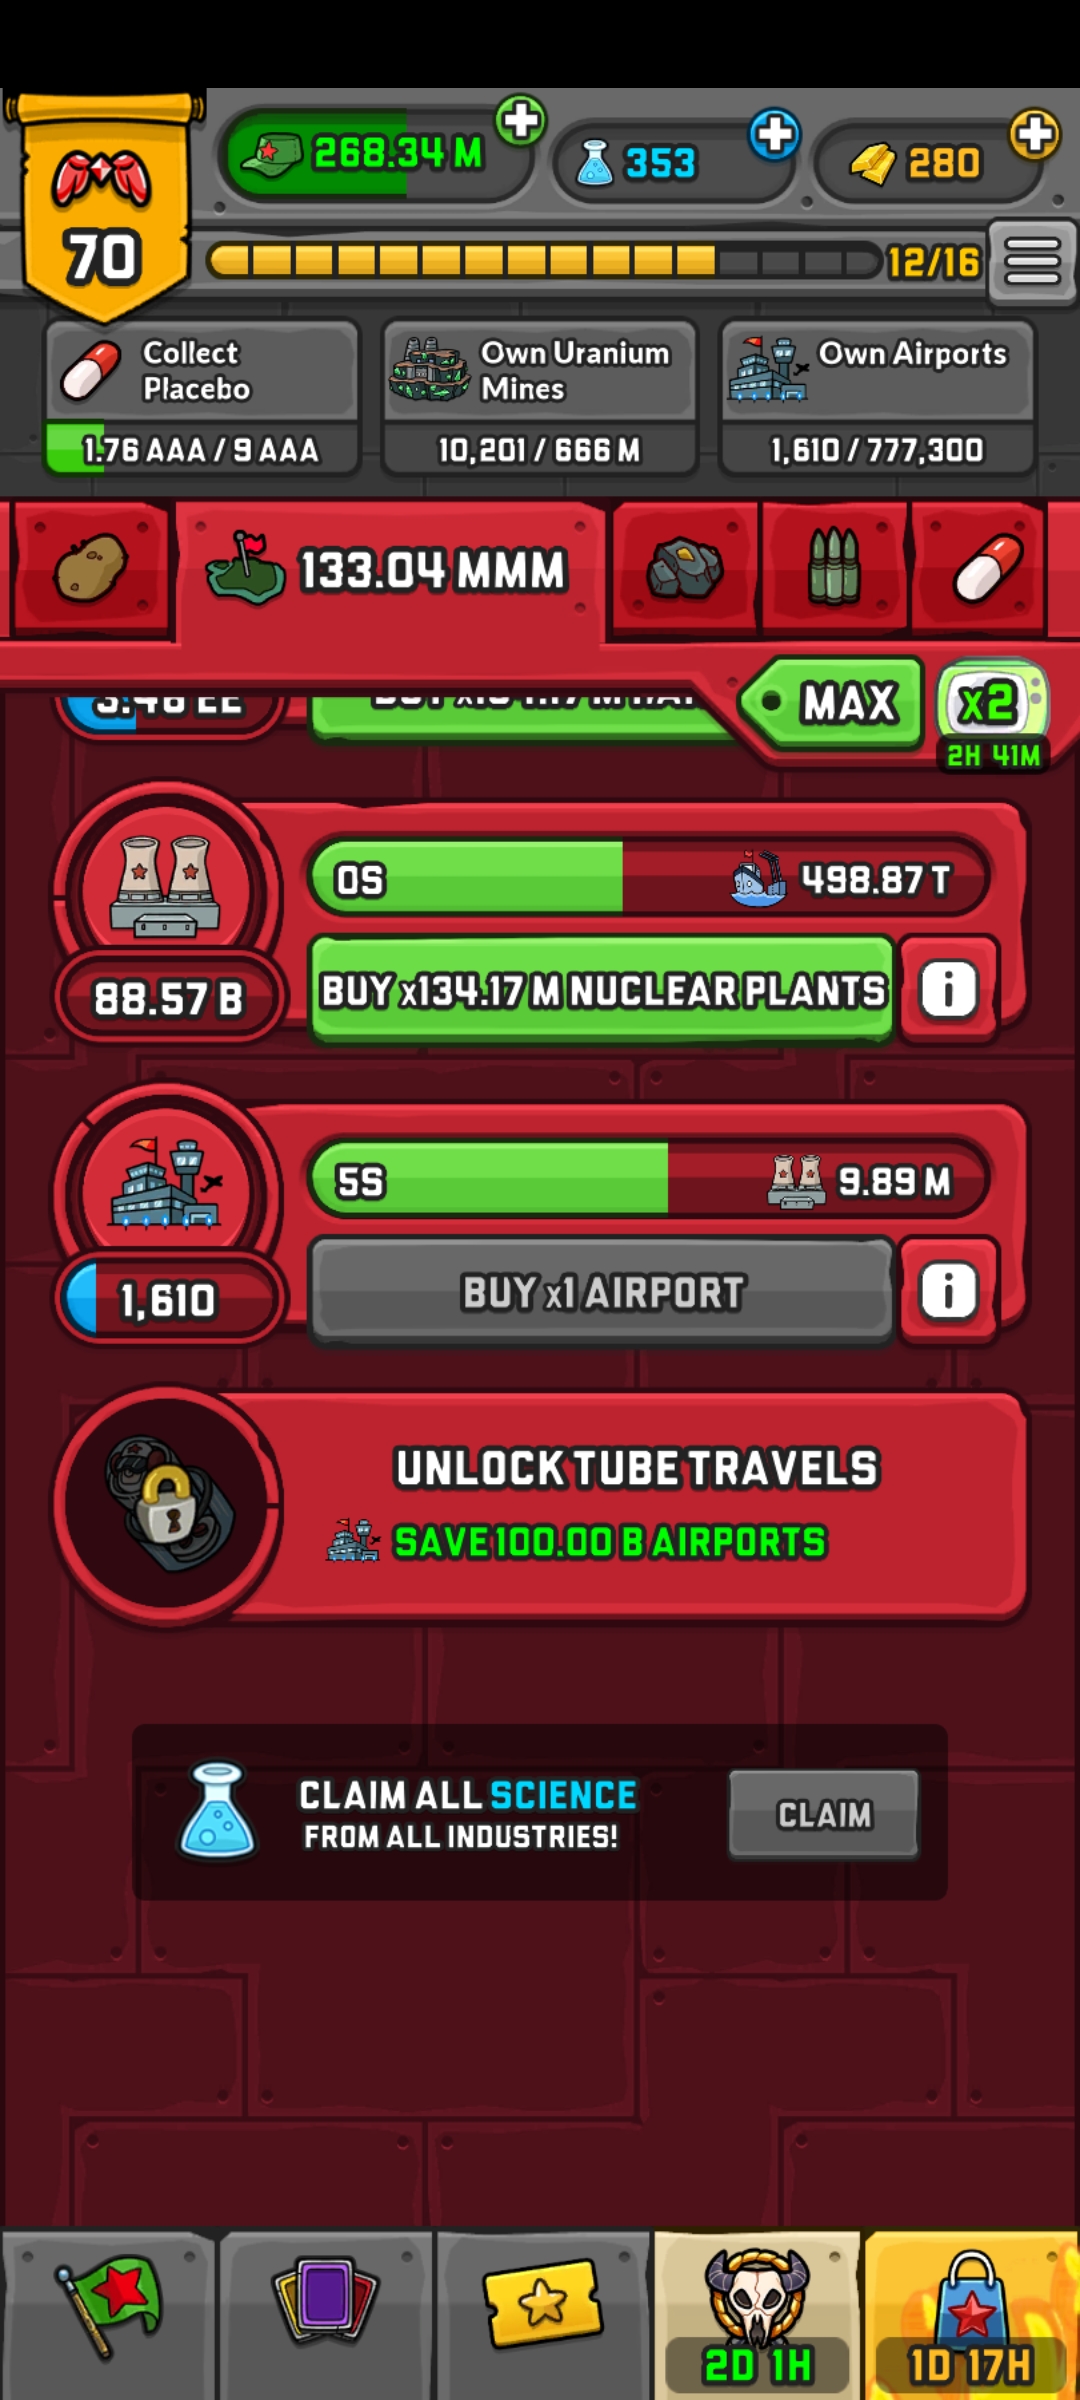 268.34 M
353
280
70
12/16
Collect
Placebo
1.76 AAA / 9 AAA
Own Uranium
Mines
10,201 / 666 M
Own Airports
1,610 / 777,300
133.04 MMM
MAX
x2
2H 41M
0S
498.87 T
88.57 B
BUY x134.17 M NUCLEAR PLANTS
i
5S
9.89 M
1,610
BUY x1 AIRPORT
i
UNLOCK TUBE TRAVELS
SAVE 100.00 B AIRPORTS
CLAIM ALL SCIENCE
FROM ALL INDUSTRIES!
CLAIM
2D 1H
1D 17H